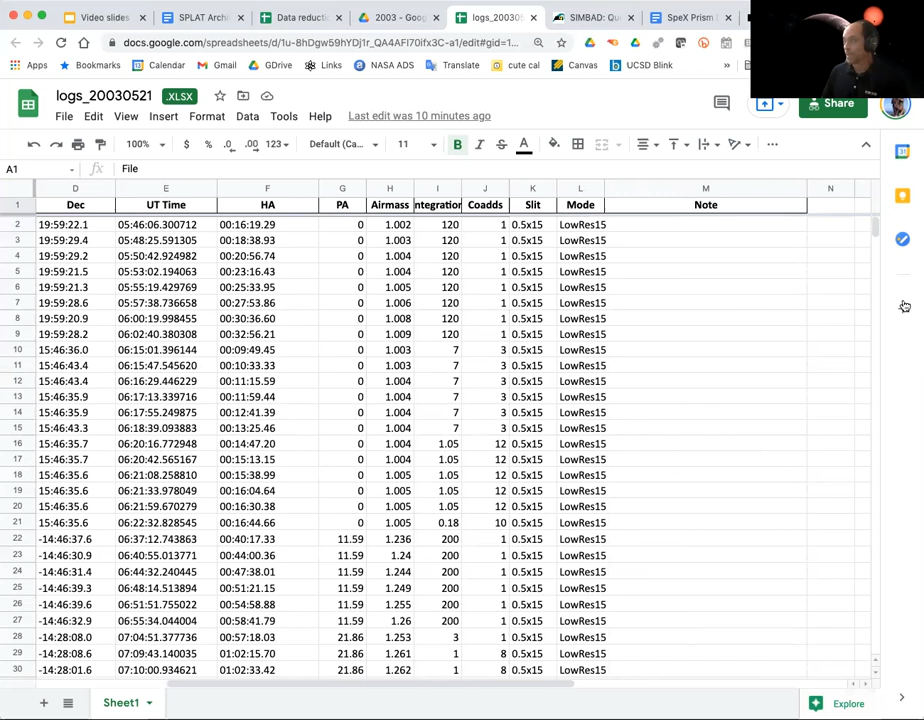 Video slides
SPLAT Arch
Data reduct
2003 - Goo
logs_200305
SIMBAD: Qu
SpeX Prism
docs.google.com/spreadsheets/d/1u-8hDgw59hYDj1r_QA4AFl70ifx3C-a1/edit#gid=1...
Apps
Bookmarks
Calendar
Gmail
GDrive
Links
NASA ADS
Translate
cute cal
Canvas
UCSD Blink
»
logs_20030521
.XLSX
Share
File Edit View Insert Format Data Tools Help Last edit was 10 minutes ago
100% $ % .0 .00 123 Default (Ca... 11 B I S A ...
A1 fx File
D E F G H I J K L M N
1 Dec UT Time HA PA Airmass ntegration Coadds Slit Mode Note
2 19:59:22.1 05:46:06.300712 00:16:19.29 0 1.002 120 1 0.5x15 LowRes15
3 19:59:29.4 05:48:25.591305 00:18:38.93 0 1.003 120 1 0.5x15 LowRes15
4 19:59:29.2 05:50:42.924982 00:20:56.74 0 1.004 120 1 0.5x15 LowRes15
5 19:59:21.5 05:53:02.194063 00:23:16.43 0 1.004 120 1 0.5x15 LowRes15
6 19:59:21.3 05:55:19.429769 00:25:33.95 0 1.005 120 1 0.5x15 LowRes15
7 19:59:28.6 05:57:38.736658 00:27:53.86 0 1.006 120 1 0.5x15 LowRes15
8 19:59:20.9 06:00:19.998455 00:30:36.60 0 1.008 120 1 0.5x15 LowRes15
9 19:59:28.2 06:02:40.380308 00:32:56.21 0 1.009 120 1 0.5x15 LowRes15
10 15:46:36.0 06:15:01.396144 00:09:49.45 0 1.003 7 3 0.5x15 LowRes15
11 15:46:43.4 06:15:47.545620 00:10:33.33 0 1.003 7 3 0.5x15 LowRes15
12 15:46:43.4 06:16:29.446229 00:11:15.59 0 1.004 7 3 0.5x15 LowRes15
13 15:46:35.9 06:17:13.339716 00:11:59.44 0 1.004 7 3 0.5x15 LowRes15
14 15:46:35.9 06:17:55.249875 00:12:41.39 0 1.004 7 3 0.5x15 LowRes15
15 15:46:43.3 06:18:39.093883 00:13:25.46 0 1.004 7 3 0.5x15 LowRes15
16 15:46:35.7 06:20:16.772948 00:14:47.20 0 1.004 1.05 12 0.5x15 LowRes15
17 15:46:35.7 06:20:42.565167 00:15:13.15 0 1.004 1.05 12 0.5x15 LowRes15
18 15:46:35.6 06:21:08.258810 00:15:38.99 0 1.005 1.05 12 0.5x15 LowRes15
19 15:46:35.6 06:21:33.978049 00:16:04.64 0 1.005 1.05 12 0.5x15 LowRes15
20 15:46:35.6 06:21:59.670279 00:16:30.38 0 1.005 1.05 12 0.5x15 LowRes15
21 15:46:35.6 06:22:32.828545 00:16:44.66 0 1.005 0.18 10 0.5x15 LowRes15
22 -14:46:37.6 06:37:12.743863 00:40:17.33 11.59 1.236 200 1 0.5x15 LowRes15
23 -14:46:30.9 06:40:55.013771 00:44:00.36 11.59 1.24 200 1 0.5x15 LowRes15
24 -14:46:31.4 06:44:32.240445 00:47:38.01 11.59 1.244 200 1 0.5x15 LowRes15
25 -14:46:39.3 06:48:14.513894 00:51:21.15 11.59 1.249 200 1 0.5x15 LowRes15
26 -14:46:39.6 06:51:51.755022 00:54:58.88 11.59 1.255 200 1 0.5x15 LowRes15
27 -14:46:32.9 06:55:34.044003 00:58:41.79 11.59 1.26 200 1 0.5x15 LowRes15
28 -14:28:08.0 07:04:51.377736 00:57:18.03 21.86 1.253 3 1 0.5x15 LowRes15
29 -14:28:08.6 07:09:43.140035 01:02:15.70 21.86 1.261 1 8 0.5x15 LowRes15
30 -14:28:01.6 07:10:00.934621 01:02:33.42 21.86 1.262 1 8 0.5x15 LowRes15
Sheet1
Explore